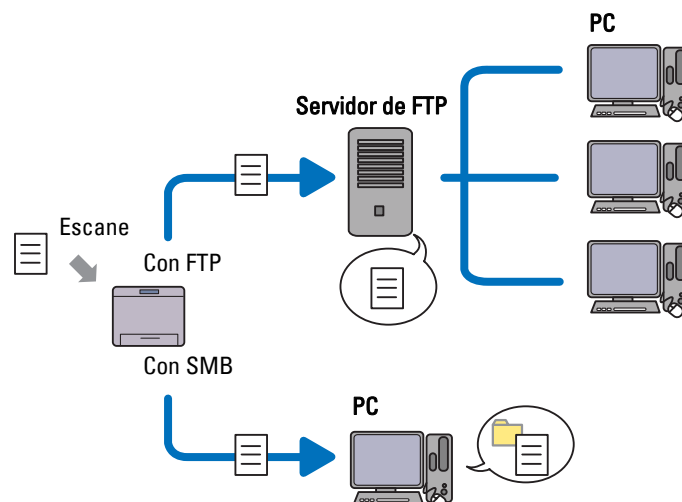 PC
Servidor de FTP
Escane
Con FTP
Con SMB
PC